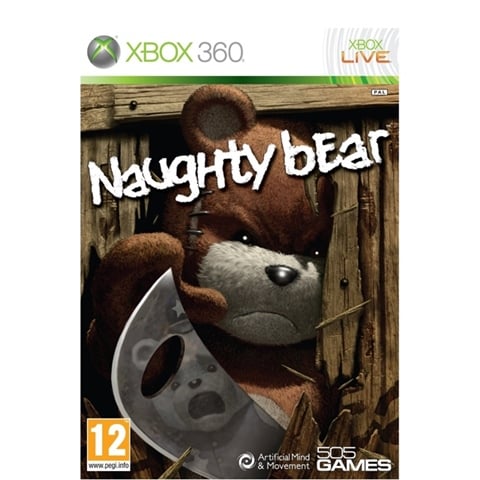 XBOX 360
XBOX
LIVE
PAL
Naughty bEar
12
www.pegi.info
Artificial Mind
& Movement
505
GAMES